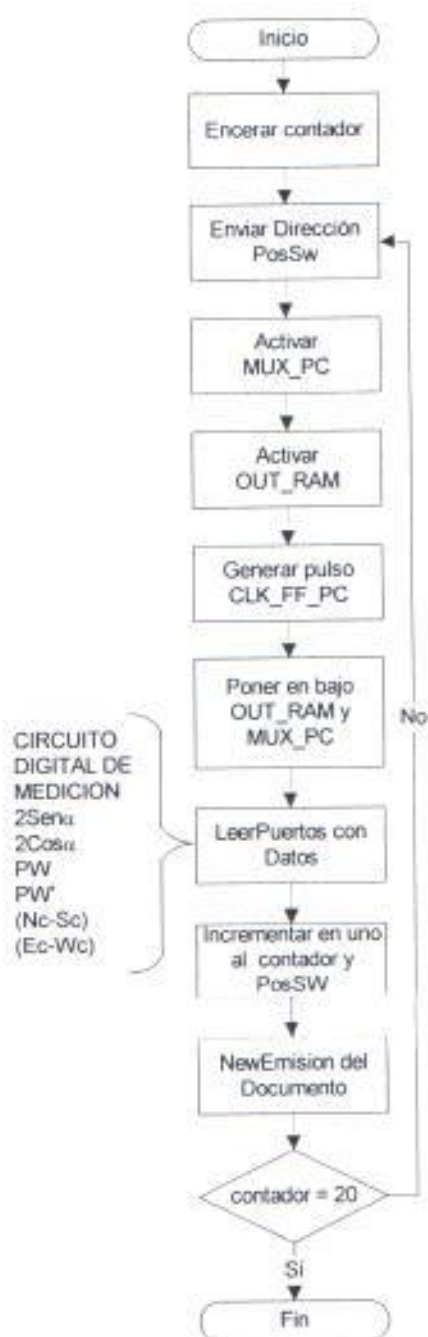 Inicio
Encerar contador
Enviar Dirección
PosSw
Activar
MUX_PC
Activar
OUT_RAM
Generar pulso
CLK_FF_PC
Poner en bajo
OUT_RAM y
MUX_PC
No
CIRCUITO
DIGITAL DE
MEDICION
2Senα
2Cosα
PW
PW'
(Nc-Sc)
(Ec-Wc)
LeerPuertos con
Datos
Incrementar en uno
al contador y
PosSW
NewEmision del
Documento
contador = 20
Si
Fin